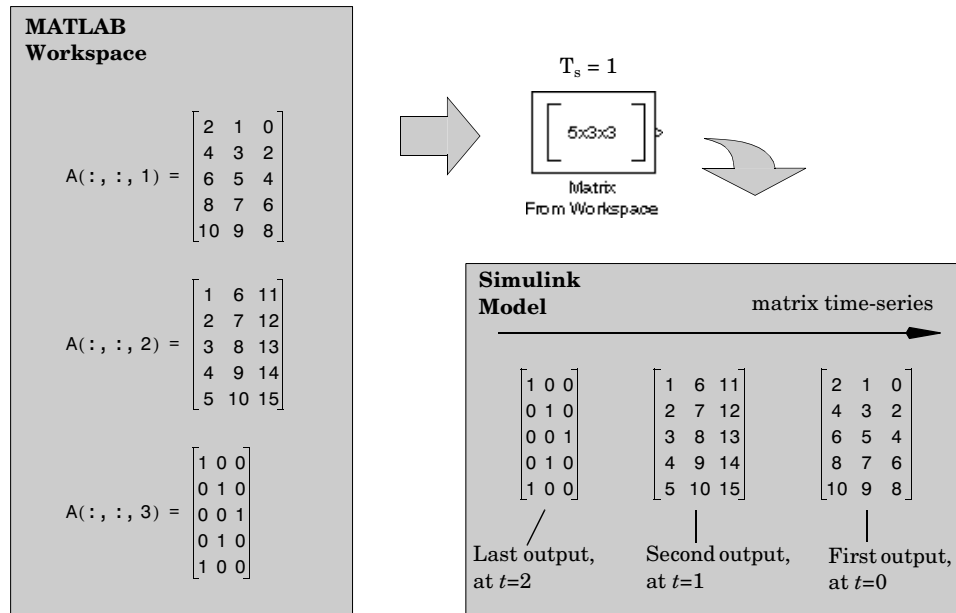 MATLAB
Workspace
A(:, :, 1) =
2 1 0
4 3 2
6 5 4
8 7 6
10 9 8
A(:, :, 2) =
1 6 11
2 7 12
3 8 13
4 9 14
5 10 15
A(:, :, 3) =
1 0 0
0 1 0
0 0 1
0 1 0
1 0 0
Ts = 1
5x3x3
Matrix
From Workspace
Simulink
Model
matrix time-series
1 0 0
0 1 0
0 0 1
0 1 0
1 0 0
Last output,
at t=2
1 6 11
2 7 12
3 8 13
4 9 14
5 10 15
Second output,
at t=1
2 1 0
4 3 2
6 5 4
8 7 6
10 9 8
First output,
at t=0